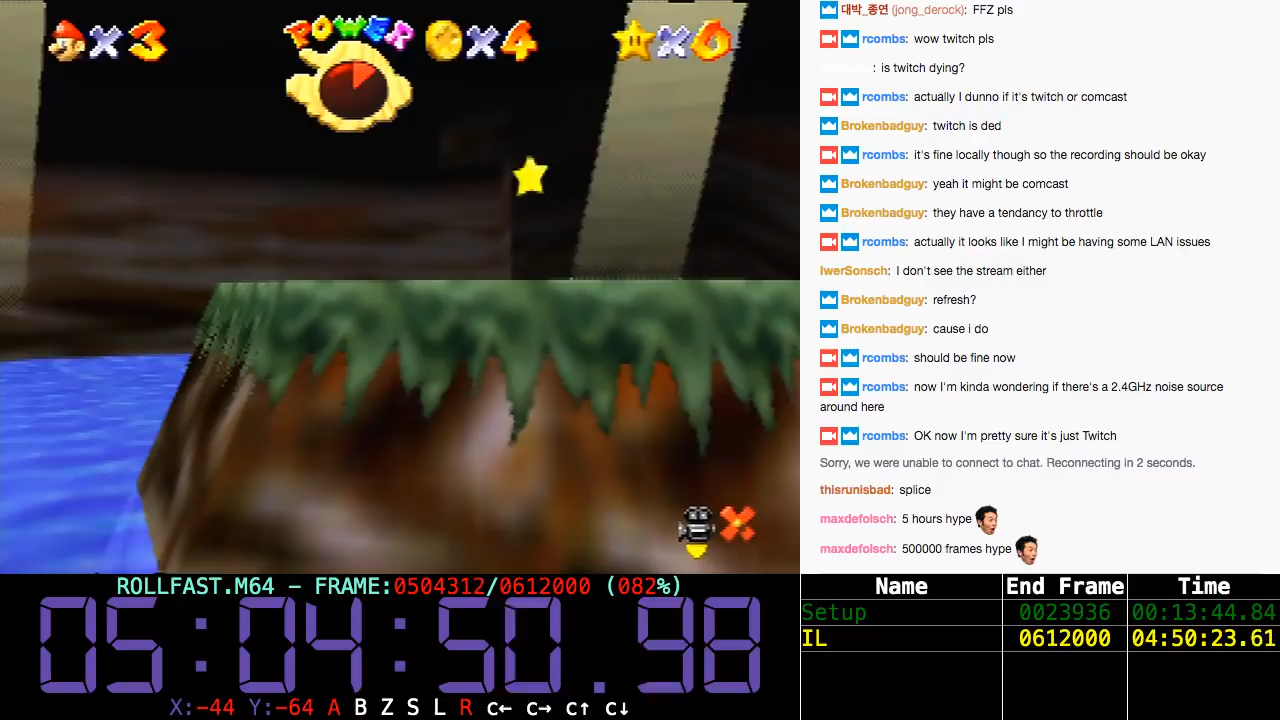 x 3
POWER
x 4
x 6
ROLLFAST.M64 – FRAME:0504312/0612000 (082%)
05:04:50.98
X:-44 Y:-64 A B Z S L R C← C→ C↑ C↓
대박_종연 (jong_derock): FFZ pls
rcombs: wow twitch pls
: is twitch dying?
rcombs: actually I dunno if it's twitch or comcast
Brokenbadguy: twitch is ded
rcombs: it's fine locally though so the recording should be okay
Brokenbadguy: yeah it might be comcast
Brokenbadguy: they have a tendancy to throttle
rcombs: actually it looks like I might be having some LAN issues
IwerSonsch: I don't see the stream either
Brokenbadguy: refresh?
Brokenbadguy: cause i do
rcombs: should be fine now
rcombs: now I'm kinda wondering if there's a 2.4GHz noise source
around here
rcombs: OK now I'm pretty sure it's just Twitch
Sorry, we were unable to connect to chat. Reconnecting in 2 seconds.
thisrunisbad: splice
maxdefolsch: 5 hours hype
maxdefolsch: 500000 frames hype
Name End Frame Time
Setup 0023936 00:13:44.84
IL 0612000 04:50:23.61